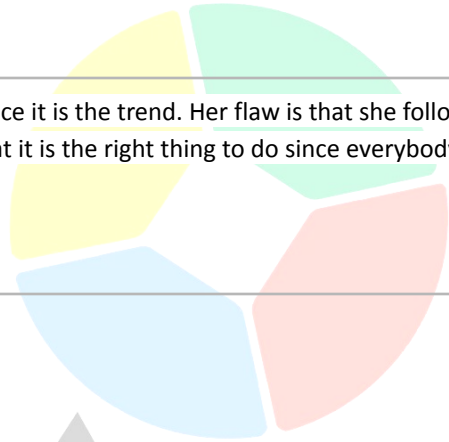 ce it is the trend. Her flaw is that she follo
t it is the right thing to do since everybod